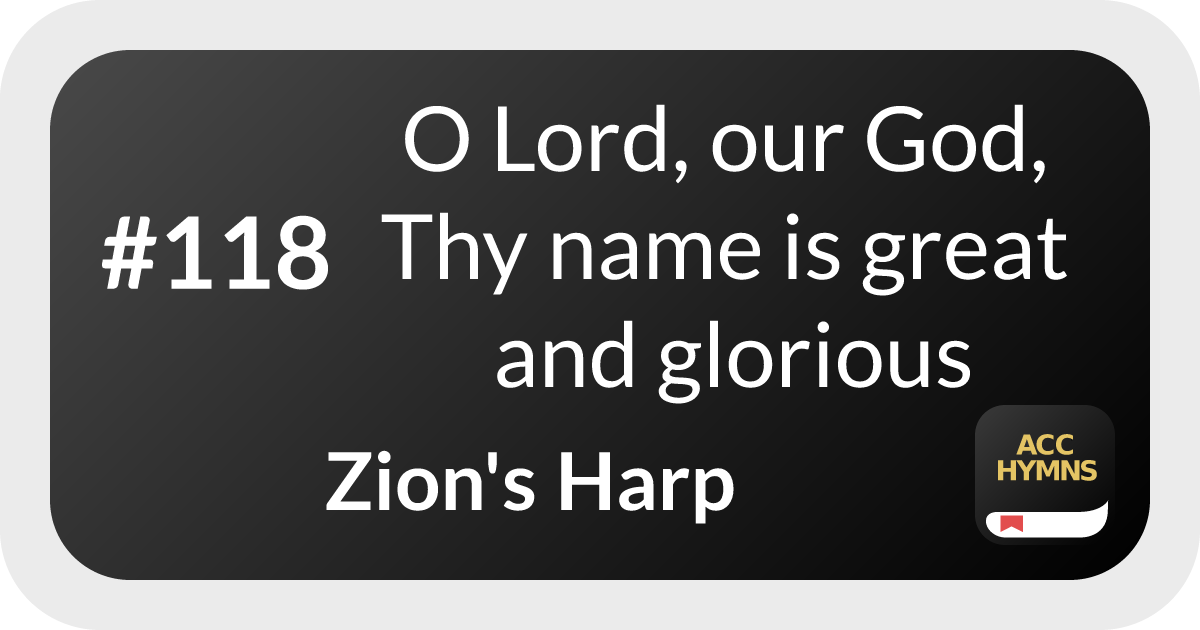 O Lord, our God,
#118
Thy name is great
and glorious
Zion's Harp
ACC
HYMNS